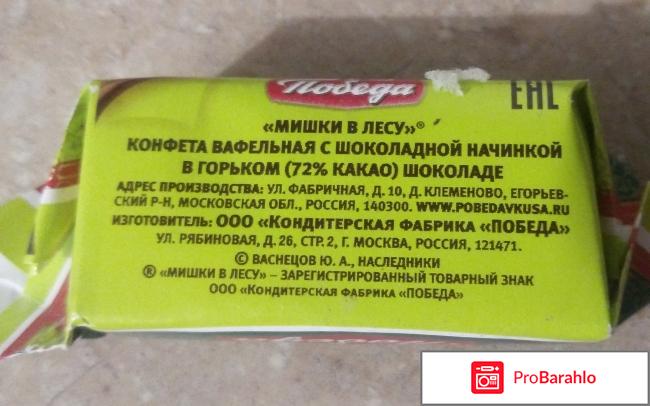 Победа
EAC
«МИШКИ В ЛЕСУ»®
КОНФЕТА ВАФЕЛЬНАЯ С ШОКОЛАДНОЙ НАЧИНКОЙ
В ГОРЬКОМ (72% КАКАО) ШОКОЛАДЕ
АДРЕС ПРОИЗВОДСТВА: УЛ. ФАБРИЧНАЯ, Д. 10, Д. КЛЕМЕНОВО, ЕГОРЬЕВ-
СКИЙ Р-Н, МОСКОВСКАЯ ОБЛ., РОССИЯ, 140300. WWW.POBEDAVKUSA.RU
ИЗГОТОВИТЕЛЬ: ООО «КОНДИТЕРСКАЯ ФАБРИКА «ПОБЕДА»
УЛ. РЯБИНОВАЯ, Д. 26, СТР. 2, Г. МОСКВА, РОССИЯ, 121471.
© ВАСНЕЦОВ Ю. А., НАСЛЕДНИКИ
® «МИШКИ В ЛЕСУ» – ЗАРЕГИСТРИРОВАННЫЙ ТОВАРНЫЙ ЗНАК
ООО «КОНДИТЕРСКАЯ ФАБРИКА «ПОБЕДА»
ProBarahlo